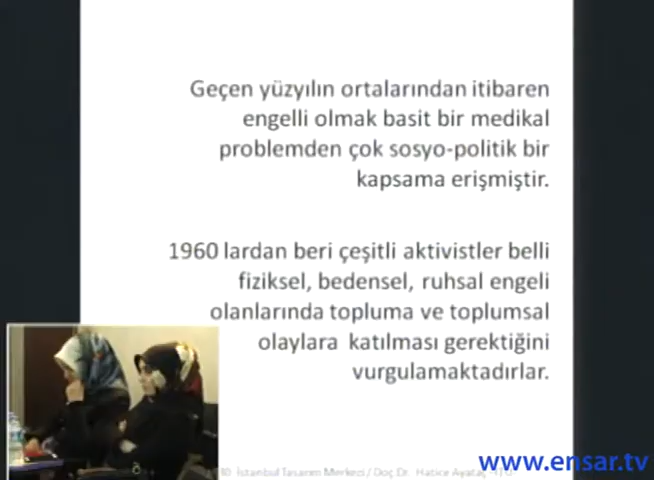 Geçen yüzyılın ortalarından itibaren
engelli olmak basit bir medikal
problemden çok sosyo-politik bir
kapsama erişmiştir.
1960 lardan beri çeşitli aktivistler belli
fiziksel, bedensel, ruhsal engeli
olanlarında topluma ve toplumsal
olaylara katılması gerektiğini
vurgulamaktadırlar.
İstanbul Tasarım Merkezi / Doç Dr. Hatice Ayataç
www.ensar.tv